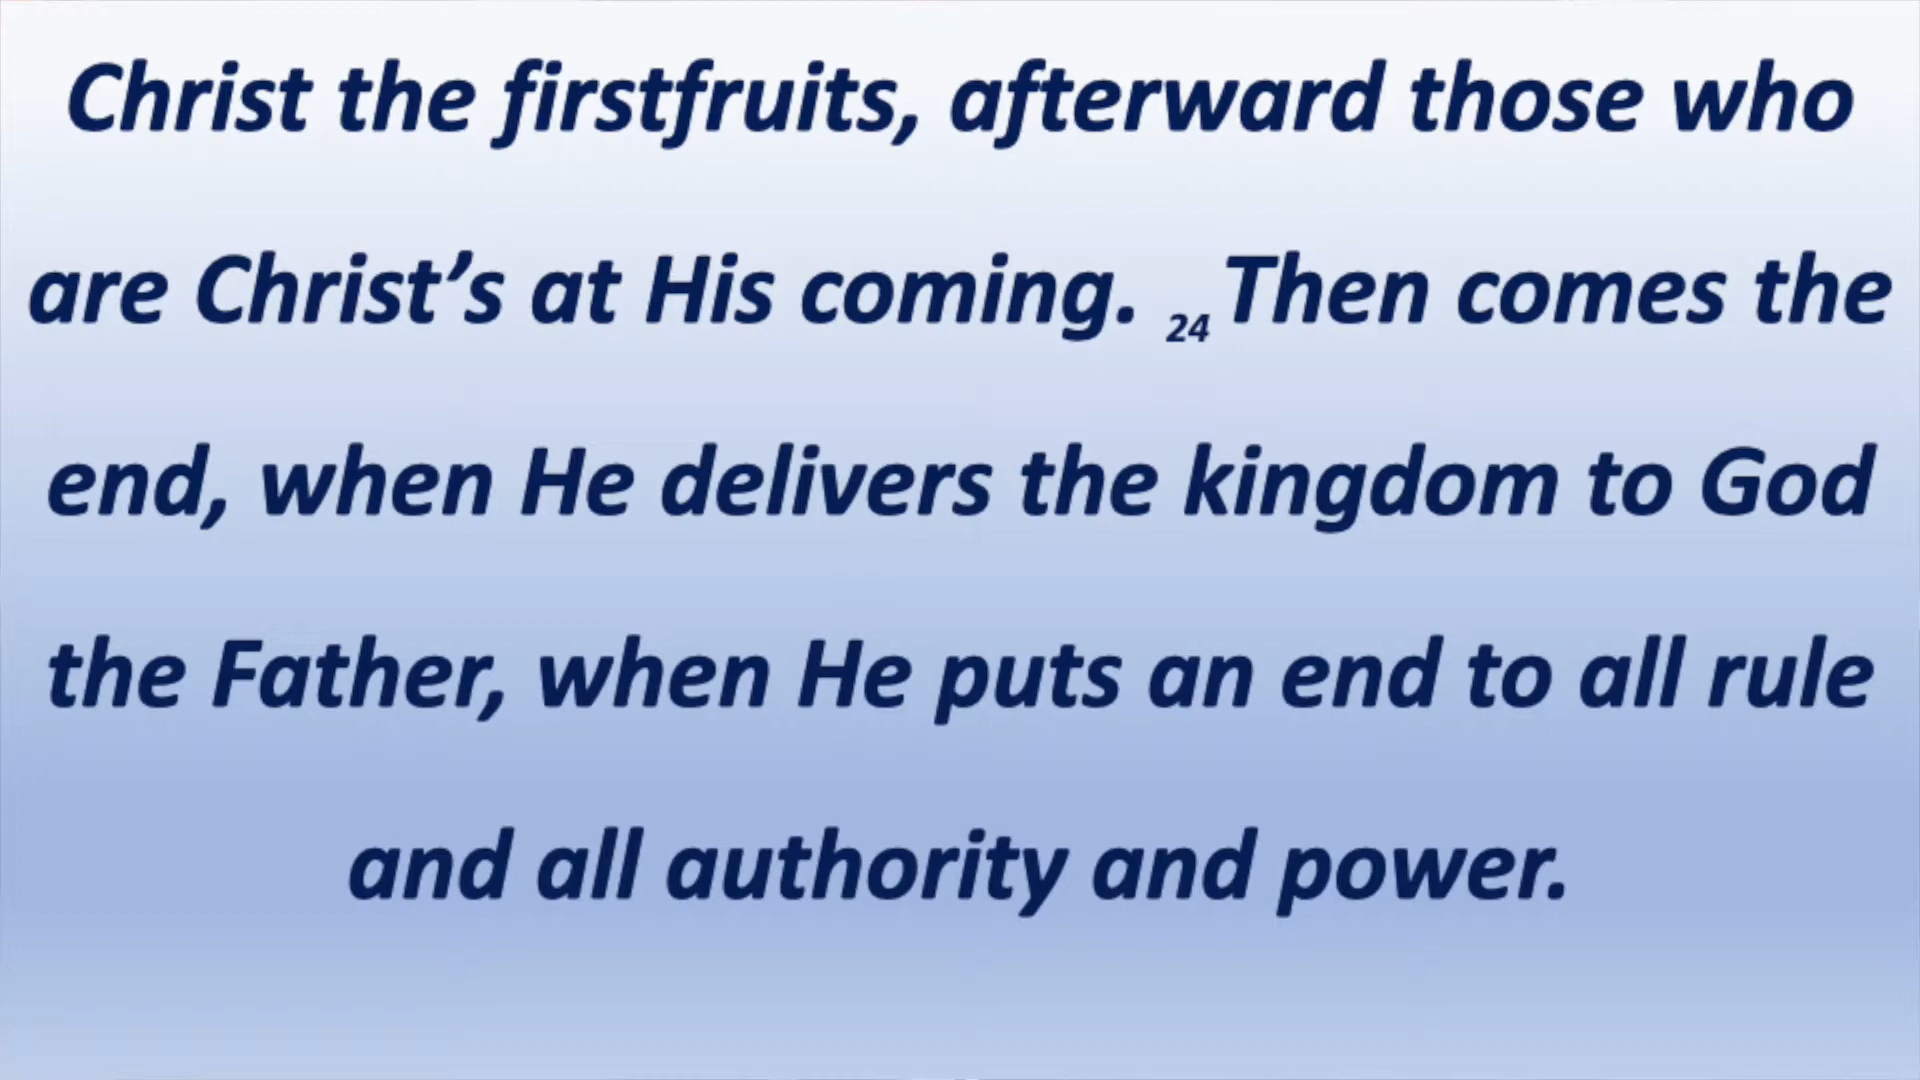 Christ the firstfruits, afterward those who
are Christ’s at His coming. 24 Then comes the
end, when He delivers the kingdom to God
the Father, when He puts an end to all rule
and all authority and power.